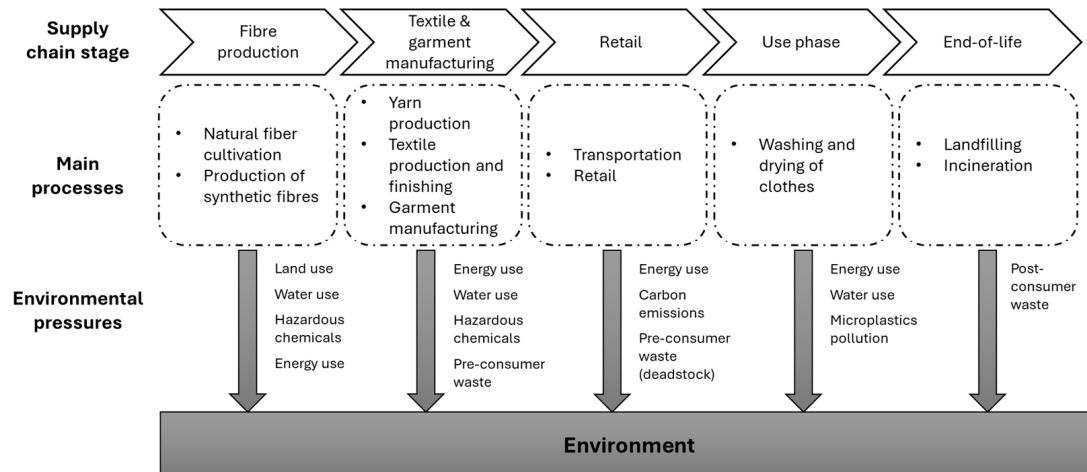 Supply
chain stage
Fibre
production
Textile &
garment
manufacturing
Retail
Use phase
End-of-life
Main
processes
• Natural fiber
cultivation
• Production of
synthetic fibres
• Yarn
production
• Textile
production and
finishing
• Garment
manufacturing
• Transportation
• Retail
• Washing and
drying of
clothes
• Landfilling
• Incineration
Environmental
pressures
Land use
Water use
Hazardous
chemicals
Energy use
Energy use
Water use
Hazardous
chemicals
Pre-consumer
waste
Energy use
Carbon
emissions
Pre-consumer
waste
(deadstock)
Energy use
Water use
Microplastics
pollution
Post-
consumer
waste
Environment